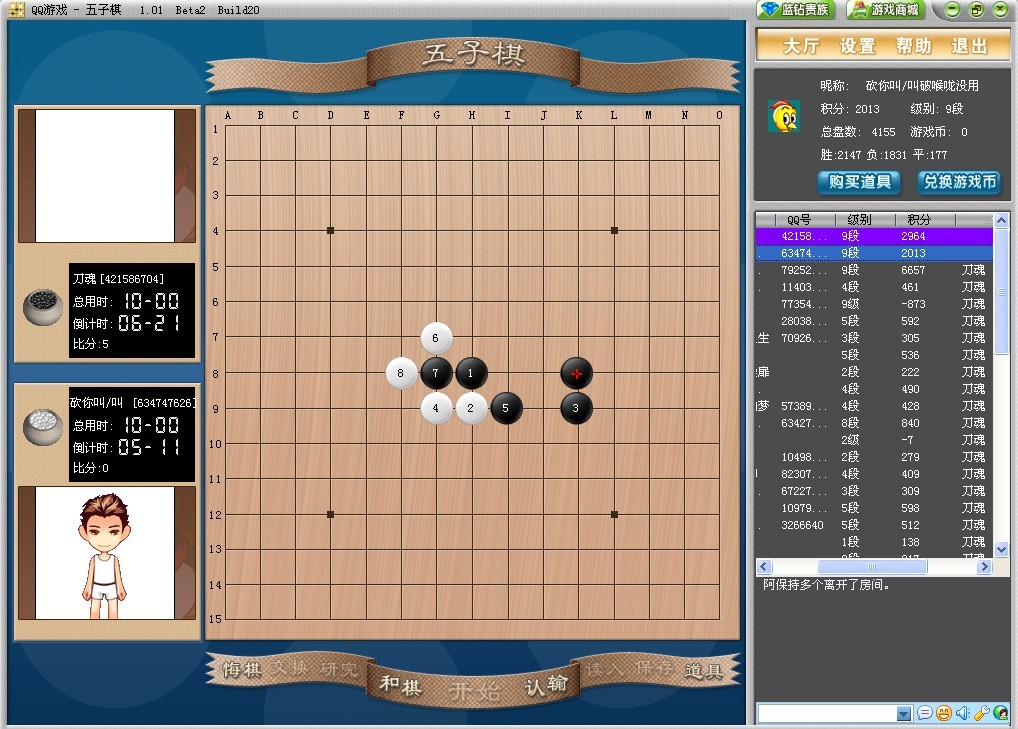 QQ游戏 - 五子棋 1.01 Beta2 Build20
蓝钻贵族 游戏商城
五子棋
大厅 设置 帮助 退出
昵称: 砍你叫/叫破喉咙没用
积分: 2013 级别: 9段
总盘数: 4155 游戏币: 0
胜:2147 负:1831 平:177
购买道具 兑换游戏币
A B C D E F G H I J K L M N O
1
2
3
4
5
6
7
8
9
10
11
12
13
14
15
6
8 7 1
4 2 5 3
刀魂[421586704]
总用时: 10-00
倒计时: 06-21
比分:5
砍你叫/叫 [634747626]
总用时: 10-00
倒计时: 05-11
比分:0
QQ号 级别 积分
42158... 9段 2964
63474... 9段 2013
79252... 9段 6657 刀魂
11403... 4段 461 刀魂
77354... 9级 -873 刀魂
28038... 5段 592 刀魂
生 70926... 3段 305 刀魂
5段 536 刀魂
2段 222 刀魂
4段 490 刀魂
梦 57389... 4段 428 刀魂
63427... 8段 840 刀魂
2级 -7 刀魂
10498... 2段 279 刀魂
82307... 4段 409 刀魂
67227... 3段 309 刀魂
10979... 5段 598 刀魂
3266640 5段 512 刀魂
1段 138 刀魂
阿保持多个离开了房间。
悔棋 交换 研究 和棋 开始 认输 读入 保存 道具